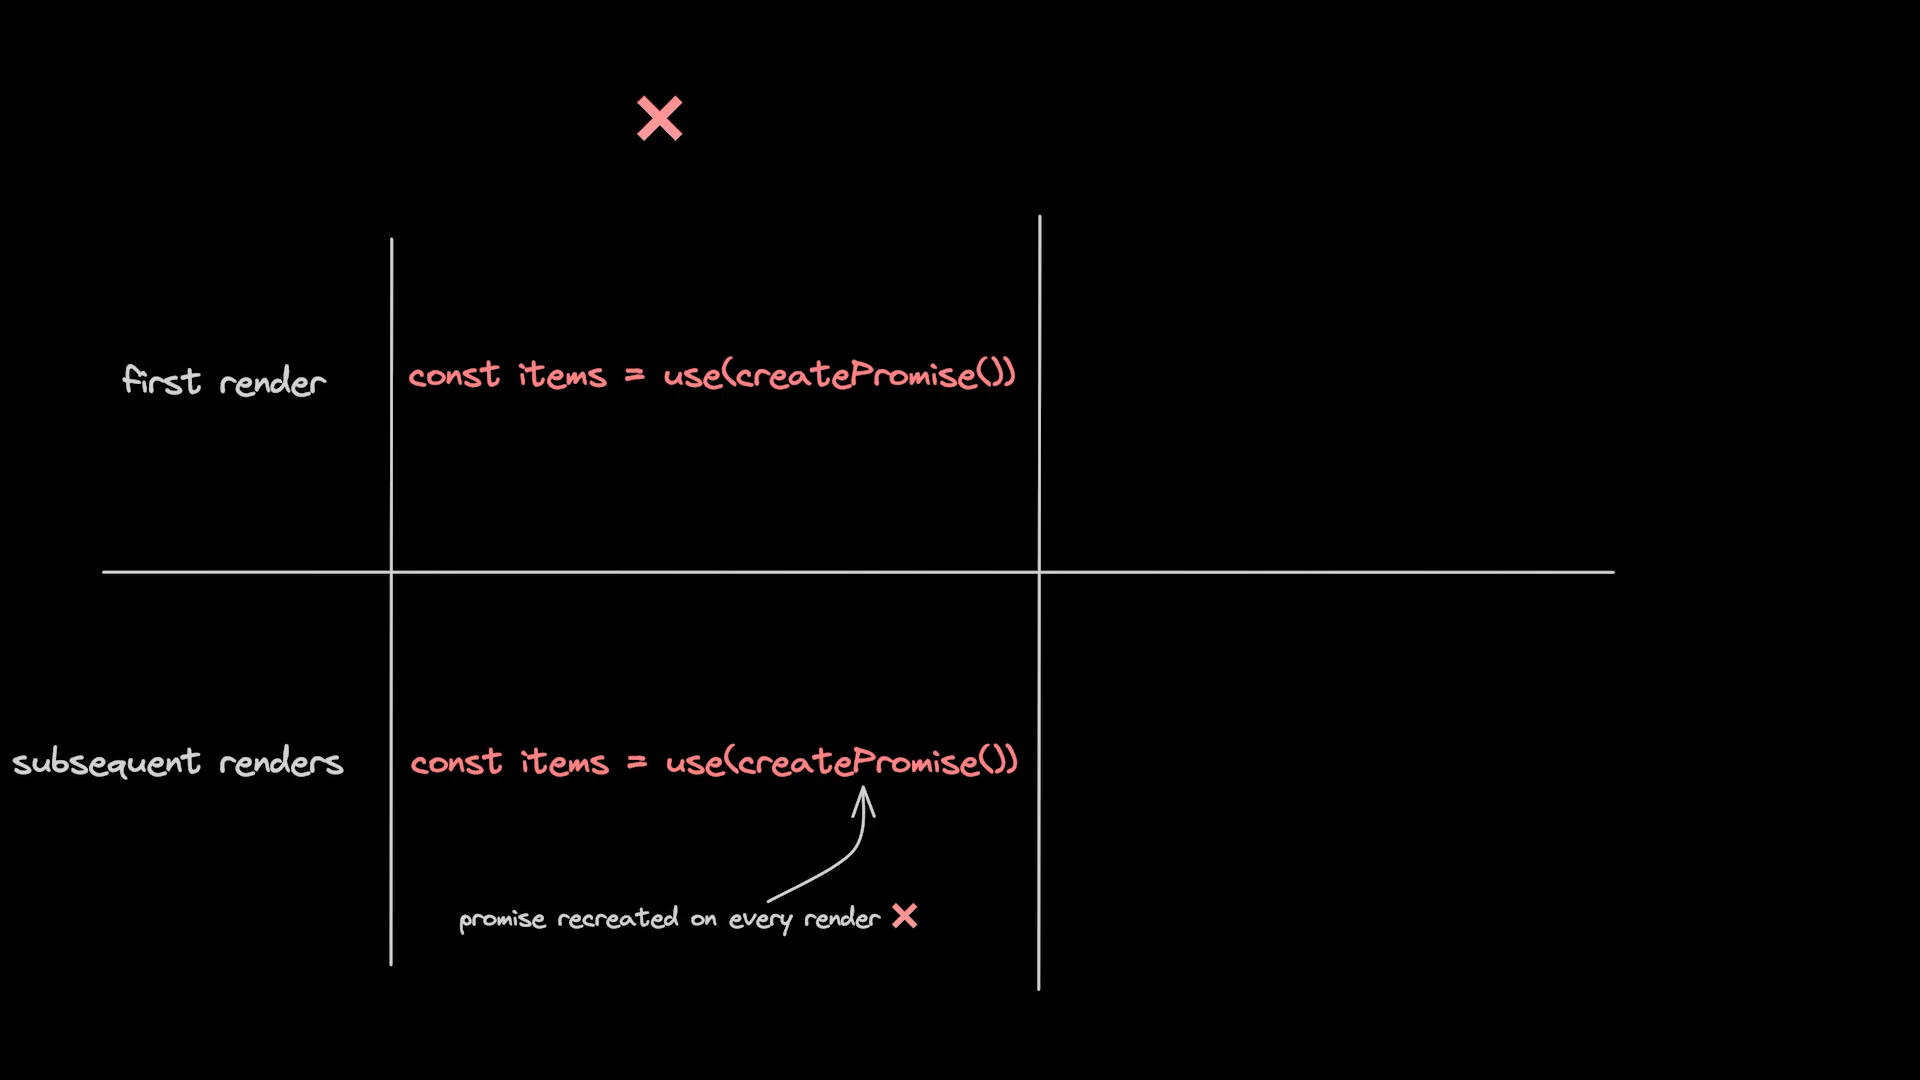 ❌
first render
const items = use(createPromise())
subsequent renders
const items = use(createPromise())
promise recreated on every render ❌